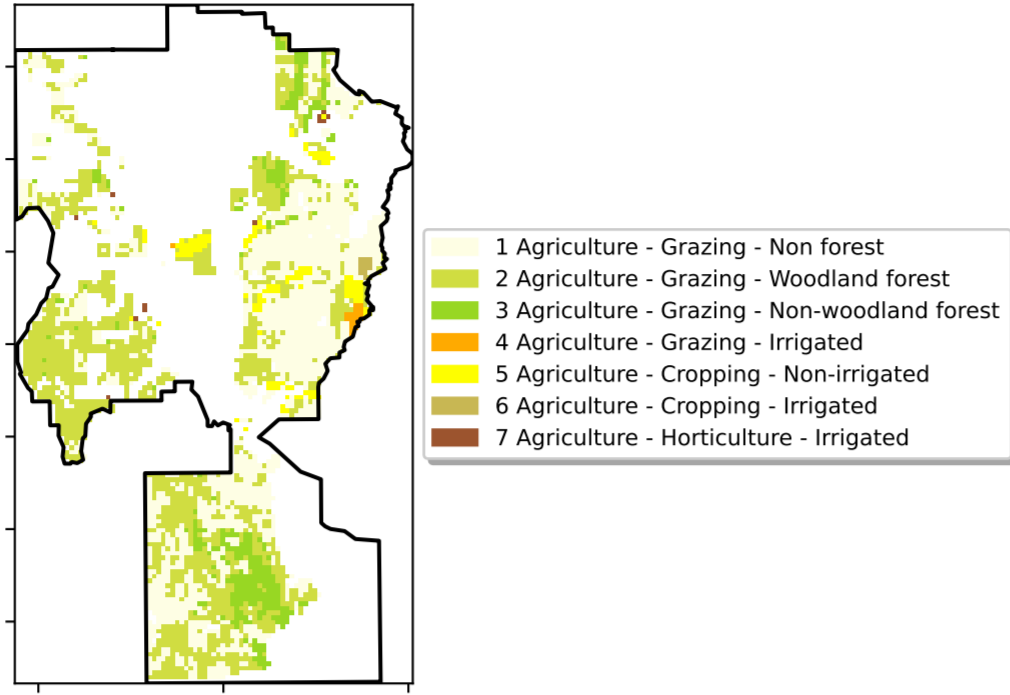 1 Agriculture - Grazing - Non forest
2 Agriculture - Grazing - Woodland forest
3 Agriculture - Grazing - Non-woodland forest
4 Agriculture - Grazing - Irrigated
5 Agriculture - Cropping - Non-irrigated
6 Agriculture - Cropping - Irrigated
7 Agriculture - Horticulture - Irrigated